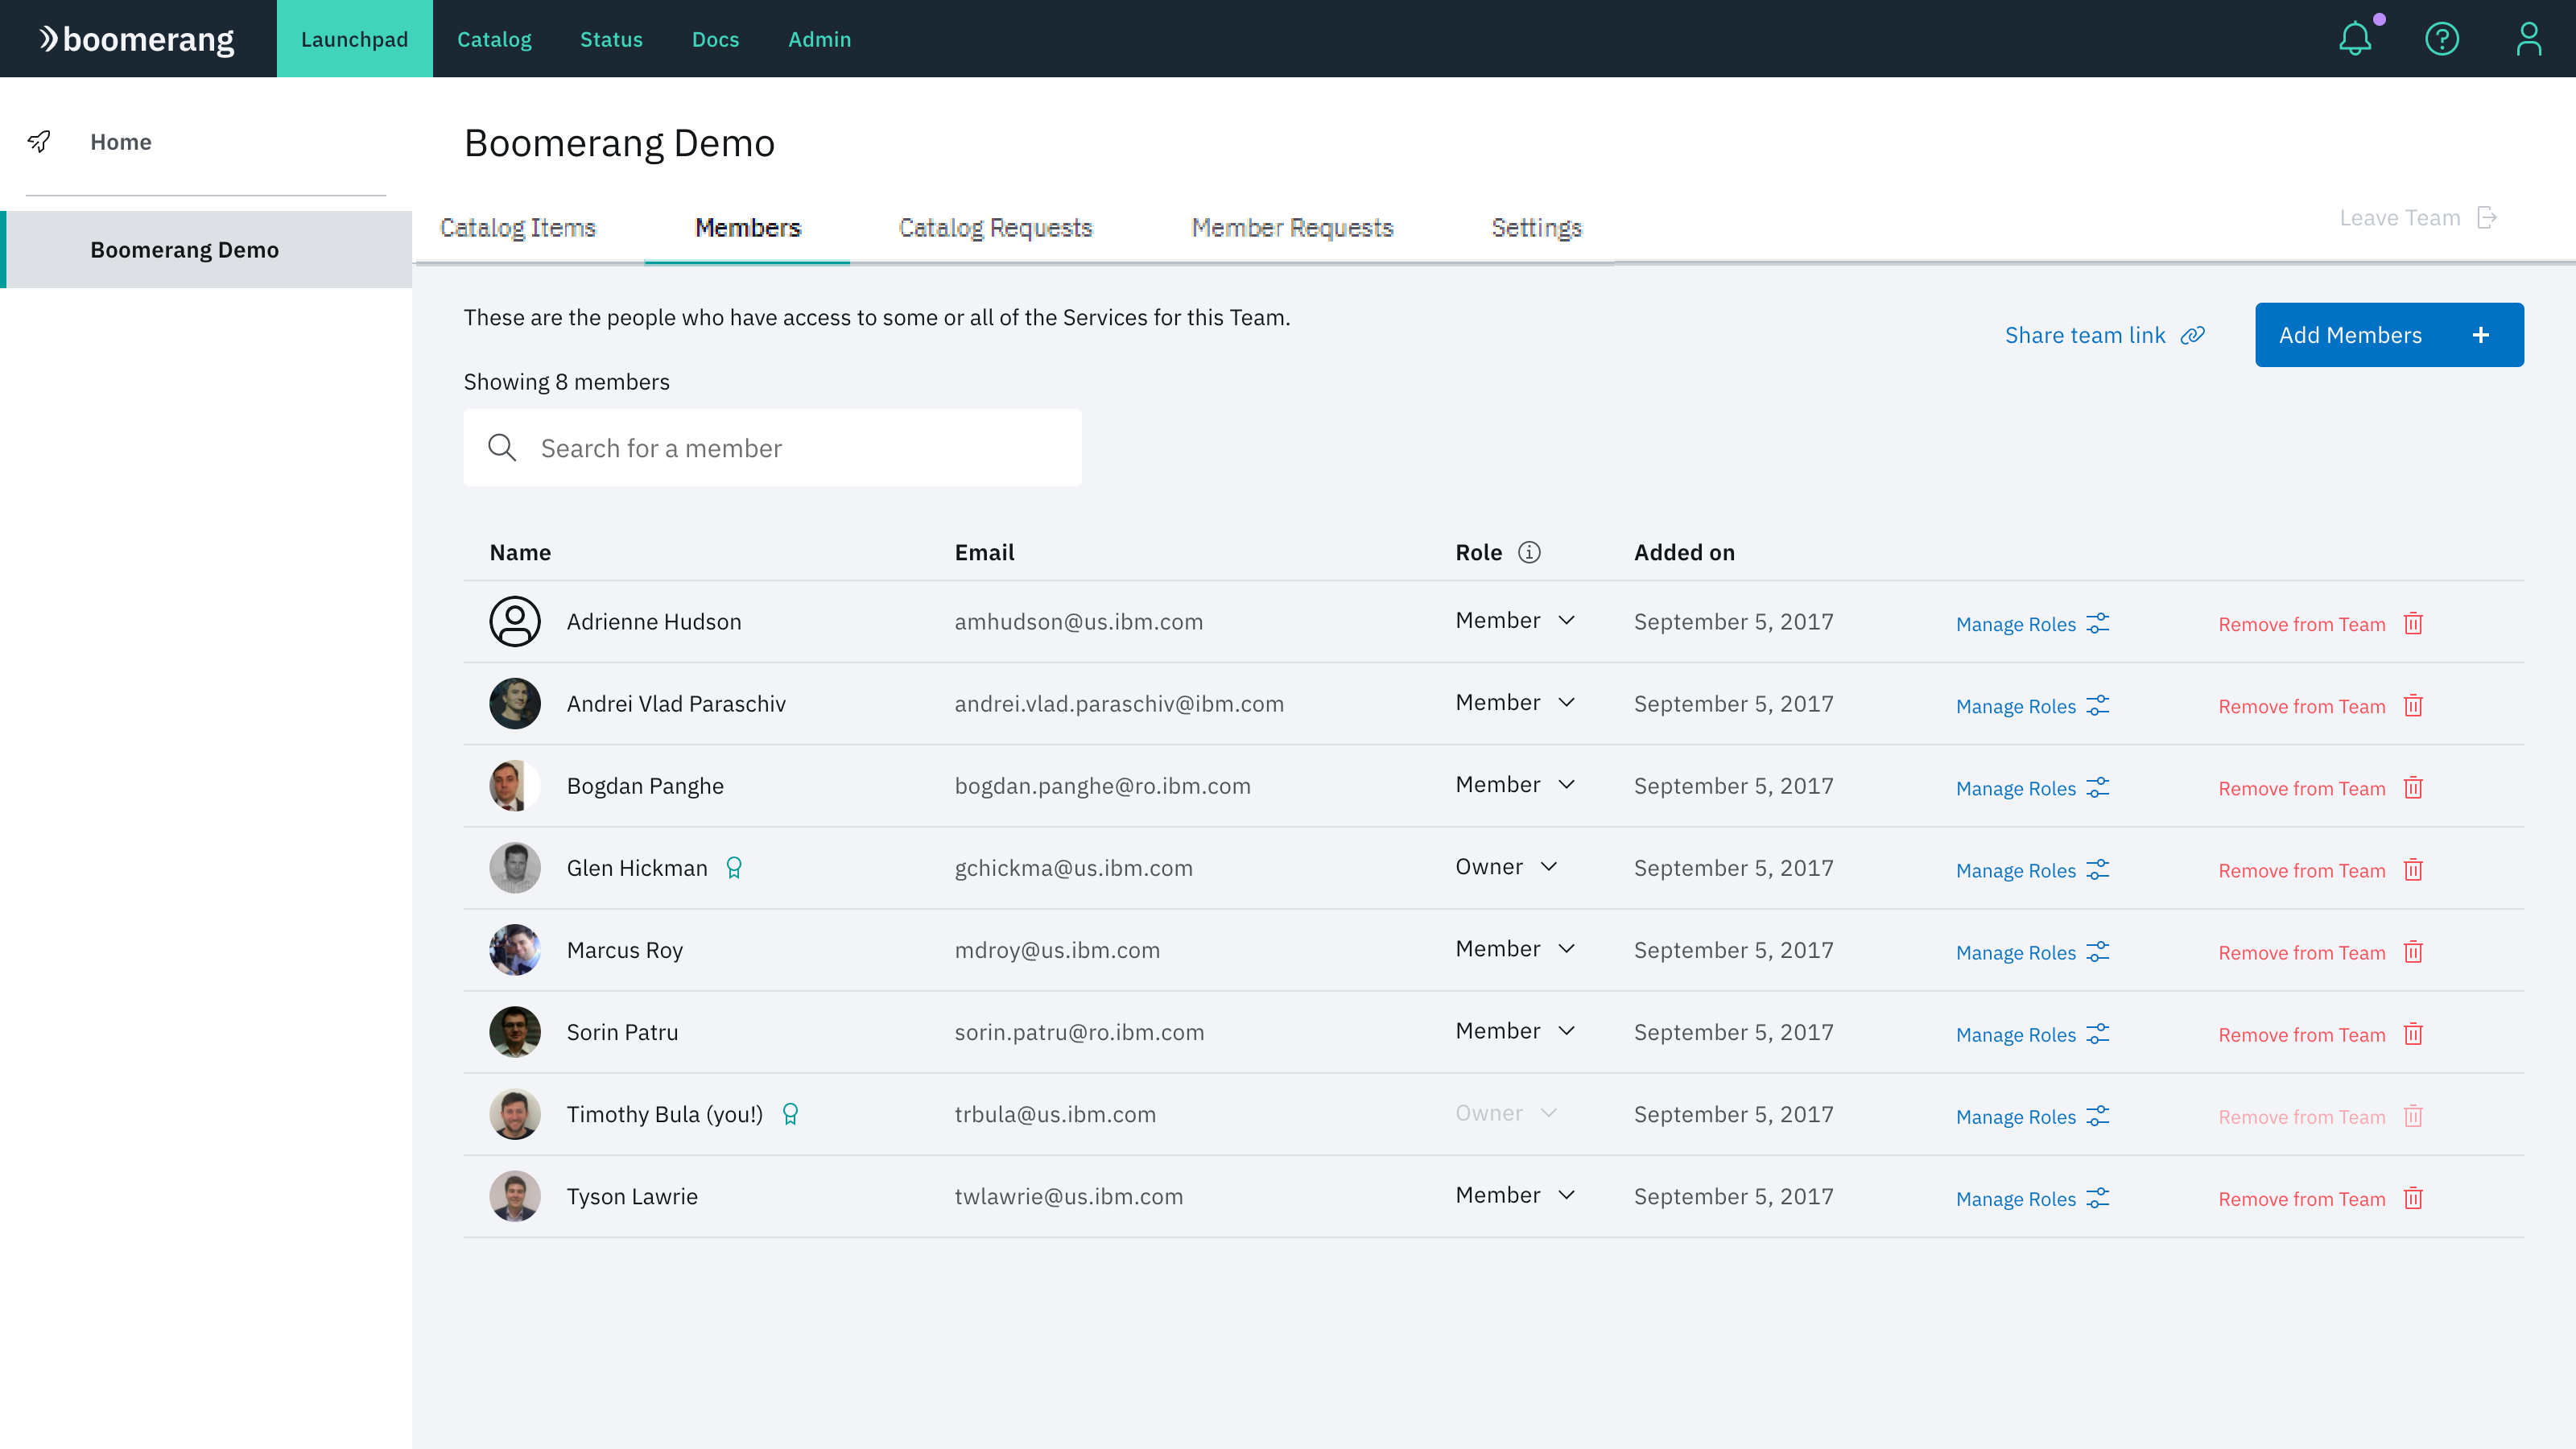 boomerang Launchpad Catalog Status Docs Admin
Home
Boomerang Demo
Boomerang Demo
Catalog Items Members Catalog Requests Member Requests Settings Leave Team
These are the people who have access to some or all of the Services for this Team.
Share team link Add Members
Showing 8 members
Search for a member
Name Email Role Added on
Adrienne Hudson amhudson@us.ibm.com Member September 5, 2017 Manage Roles Remove from Team
Andrei Vlad Paraschiv andrei.vlad.paraschiv@ibm.com Member September 5, 2017 Manage Roles Remove from Team
Bogdan Panghe bogdan.panghe@ro.ibm.com Member September 5, 2017 Manage Roles Remove from Team
Glen Hickman gchickma@us.ibm.com Owner September 5, 2017 Manage Roles Remove from Team
Marcus Roy mdroy@us.ibm.com Member September 5, 2017 Manage Roles Remove from Team
Sorin Patru sorin.patru@ro.ibm.com Member September 5, 2017 Manage Roles Remove from Team
Timothy Bula (you!) trbula@us.ibm.com Owner September 5, 2017 Manage Roles Remove from Team
Tyson Lawrie twlawrie@us.ibm.com Member September 5, 2017 Manage Roles Remove from Team